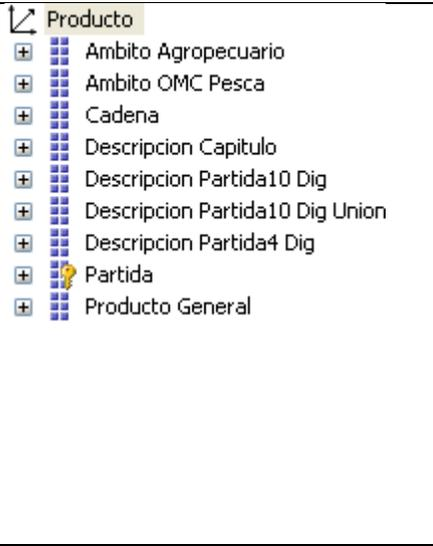 Producto
Ambito Agropecuario
Ambito OMC Pesca
Cadena
Descripcion Capitulo
Descripcion Partida10 Dig
Descripcion Partida10 Dig Union
Descripcion Partida4 Dig
Partida
Producto General